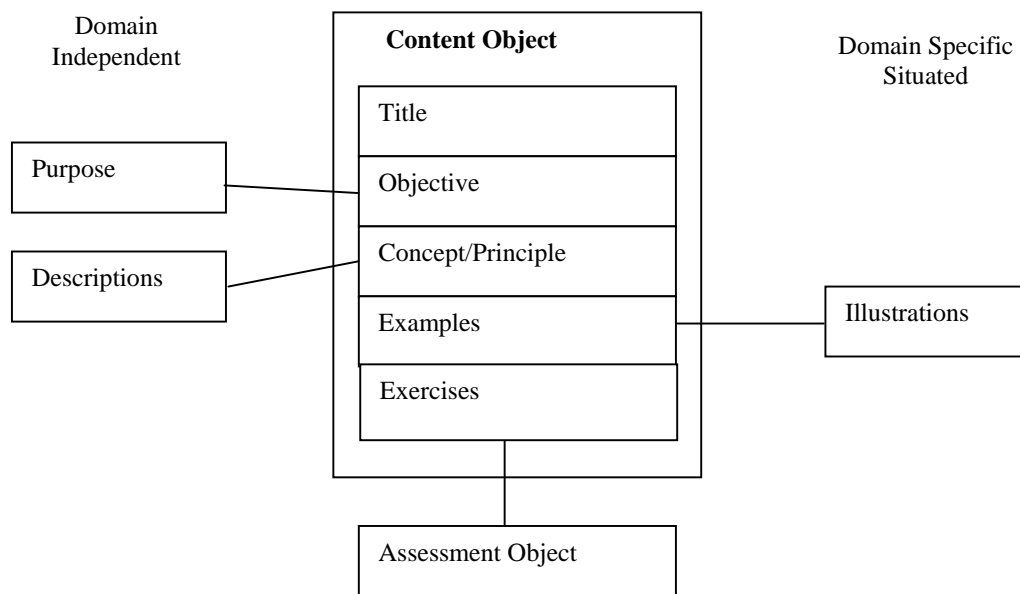 Domain
Independent
Content Object
Domain Specific
Situated
Title
Purpose
Objective
Concept/Principle
Descriptions
Examples
Illustrations
Exercises
Assessment Object